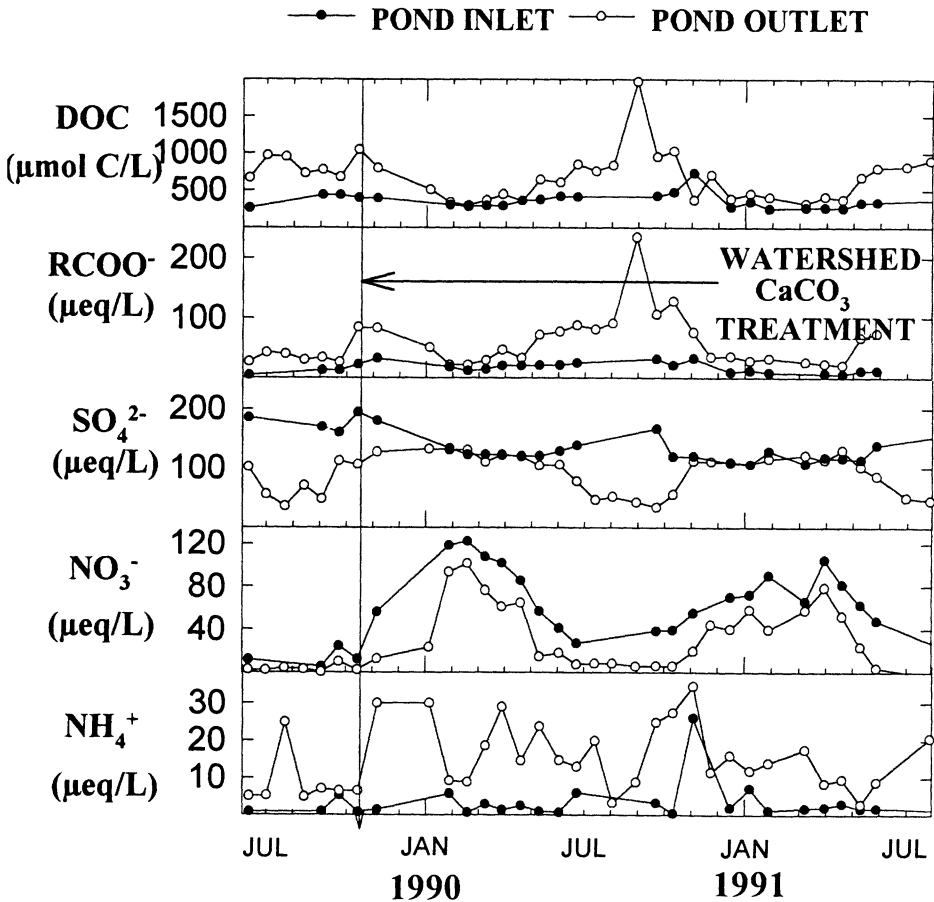 POND INLET POND OUTLET
DOC
(μmol C/L)
1500
1000
500
RCOO⁻
(μeq/L)
200
100
WATERSHED
CaCO₃
TREATMENT
SO₄²⁻
(μeq/L)
200
100
NO₃⁻
(μeq/L)
120
80
40
NH₄⁺
(μeq/L)
30
20
10
JUL JAN JUL JAN JUL
1990 1991